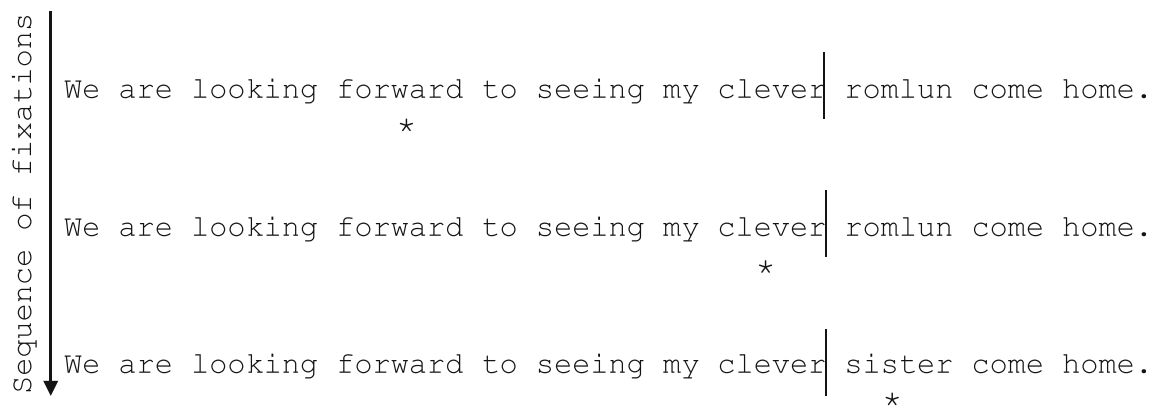 Sequence of fixations
We are looking forward to seeing my clever romlun come home.
*
We are looking forward to seeing my clever romlun come home.
*
We are looking forward to seeing my clever sister come home.
*